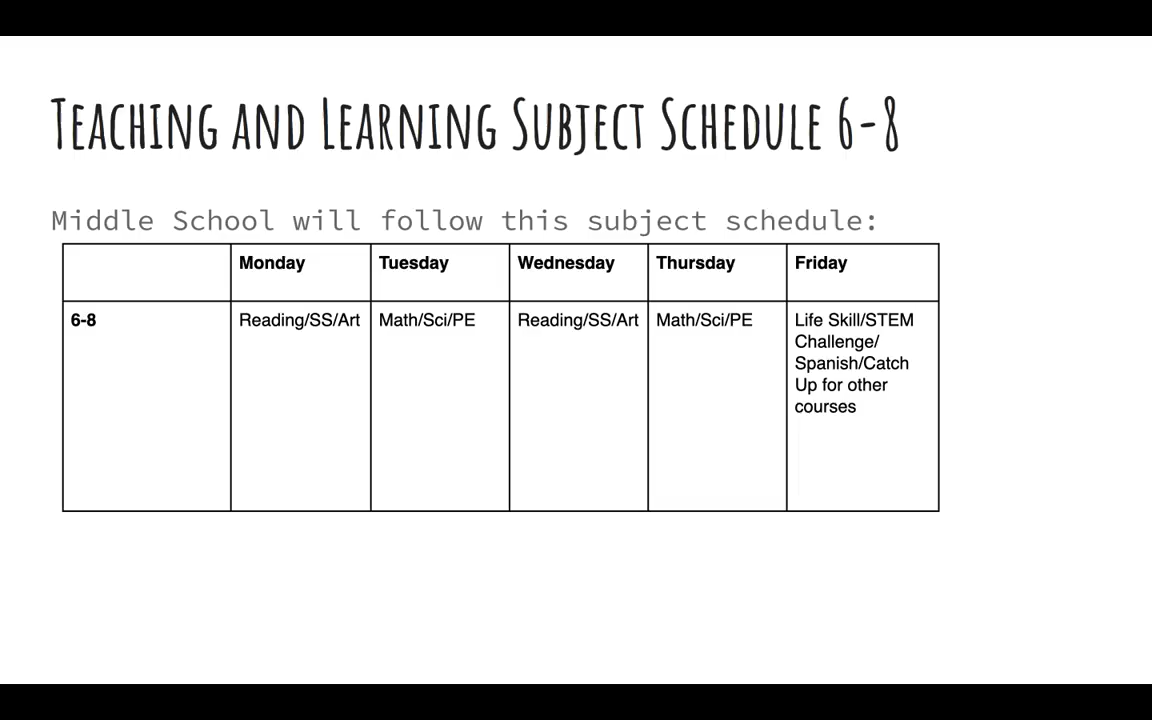 Teaching and Learning Subject Schedule 6-8
Middle School will follow this subject schedule:
Monday Tuesday Wednesday Thursday Friday
6-8 Reading/SS/Art Math/Sci/PE Reading/SS/Art Math/Sci/PE Life Skill/STEM
Challenge/
Spanish/Catch
Up for other
courses